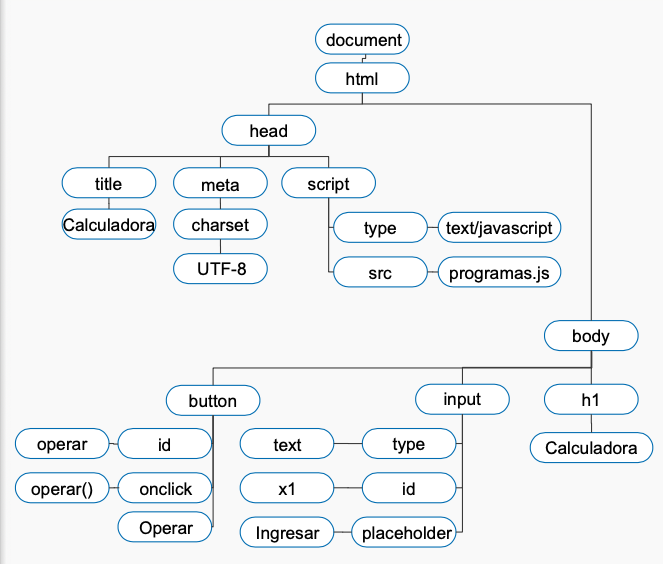 document
html
head
title
meta
script
Calculadora
charset
type
text/javascript
UTF-8
src
programas.js
body
button
input
h1
operar
id
text
type
Calculadora
operar()
onclick
x1
id
Operar
Ingresar
placeholder